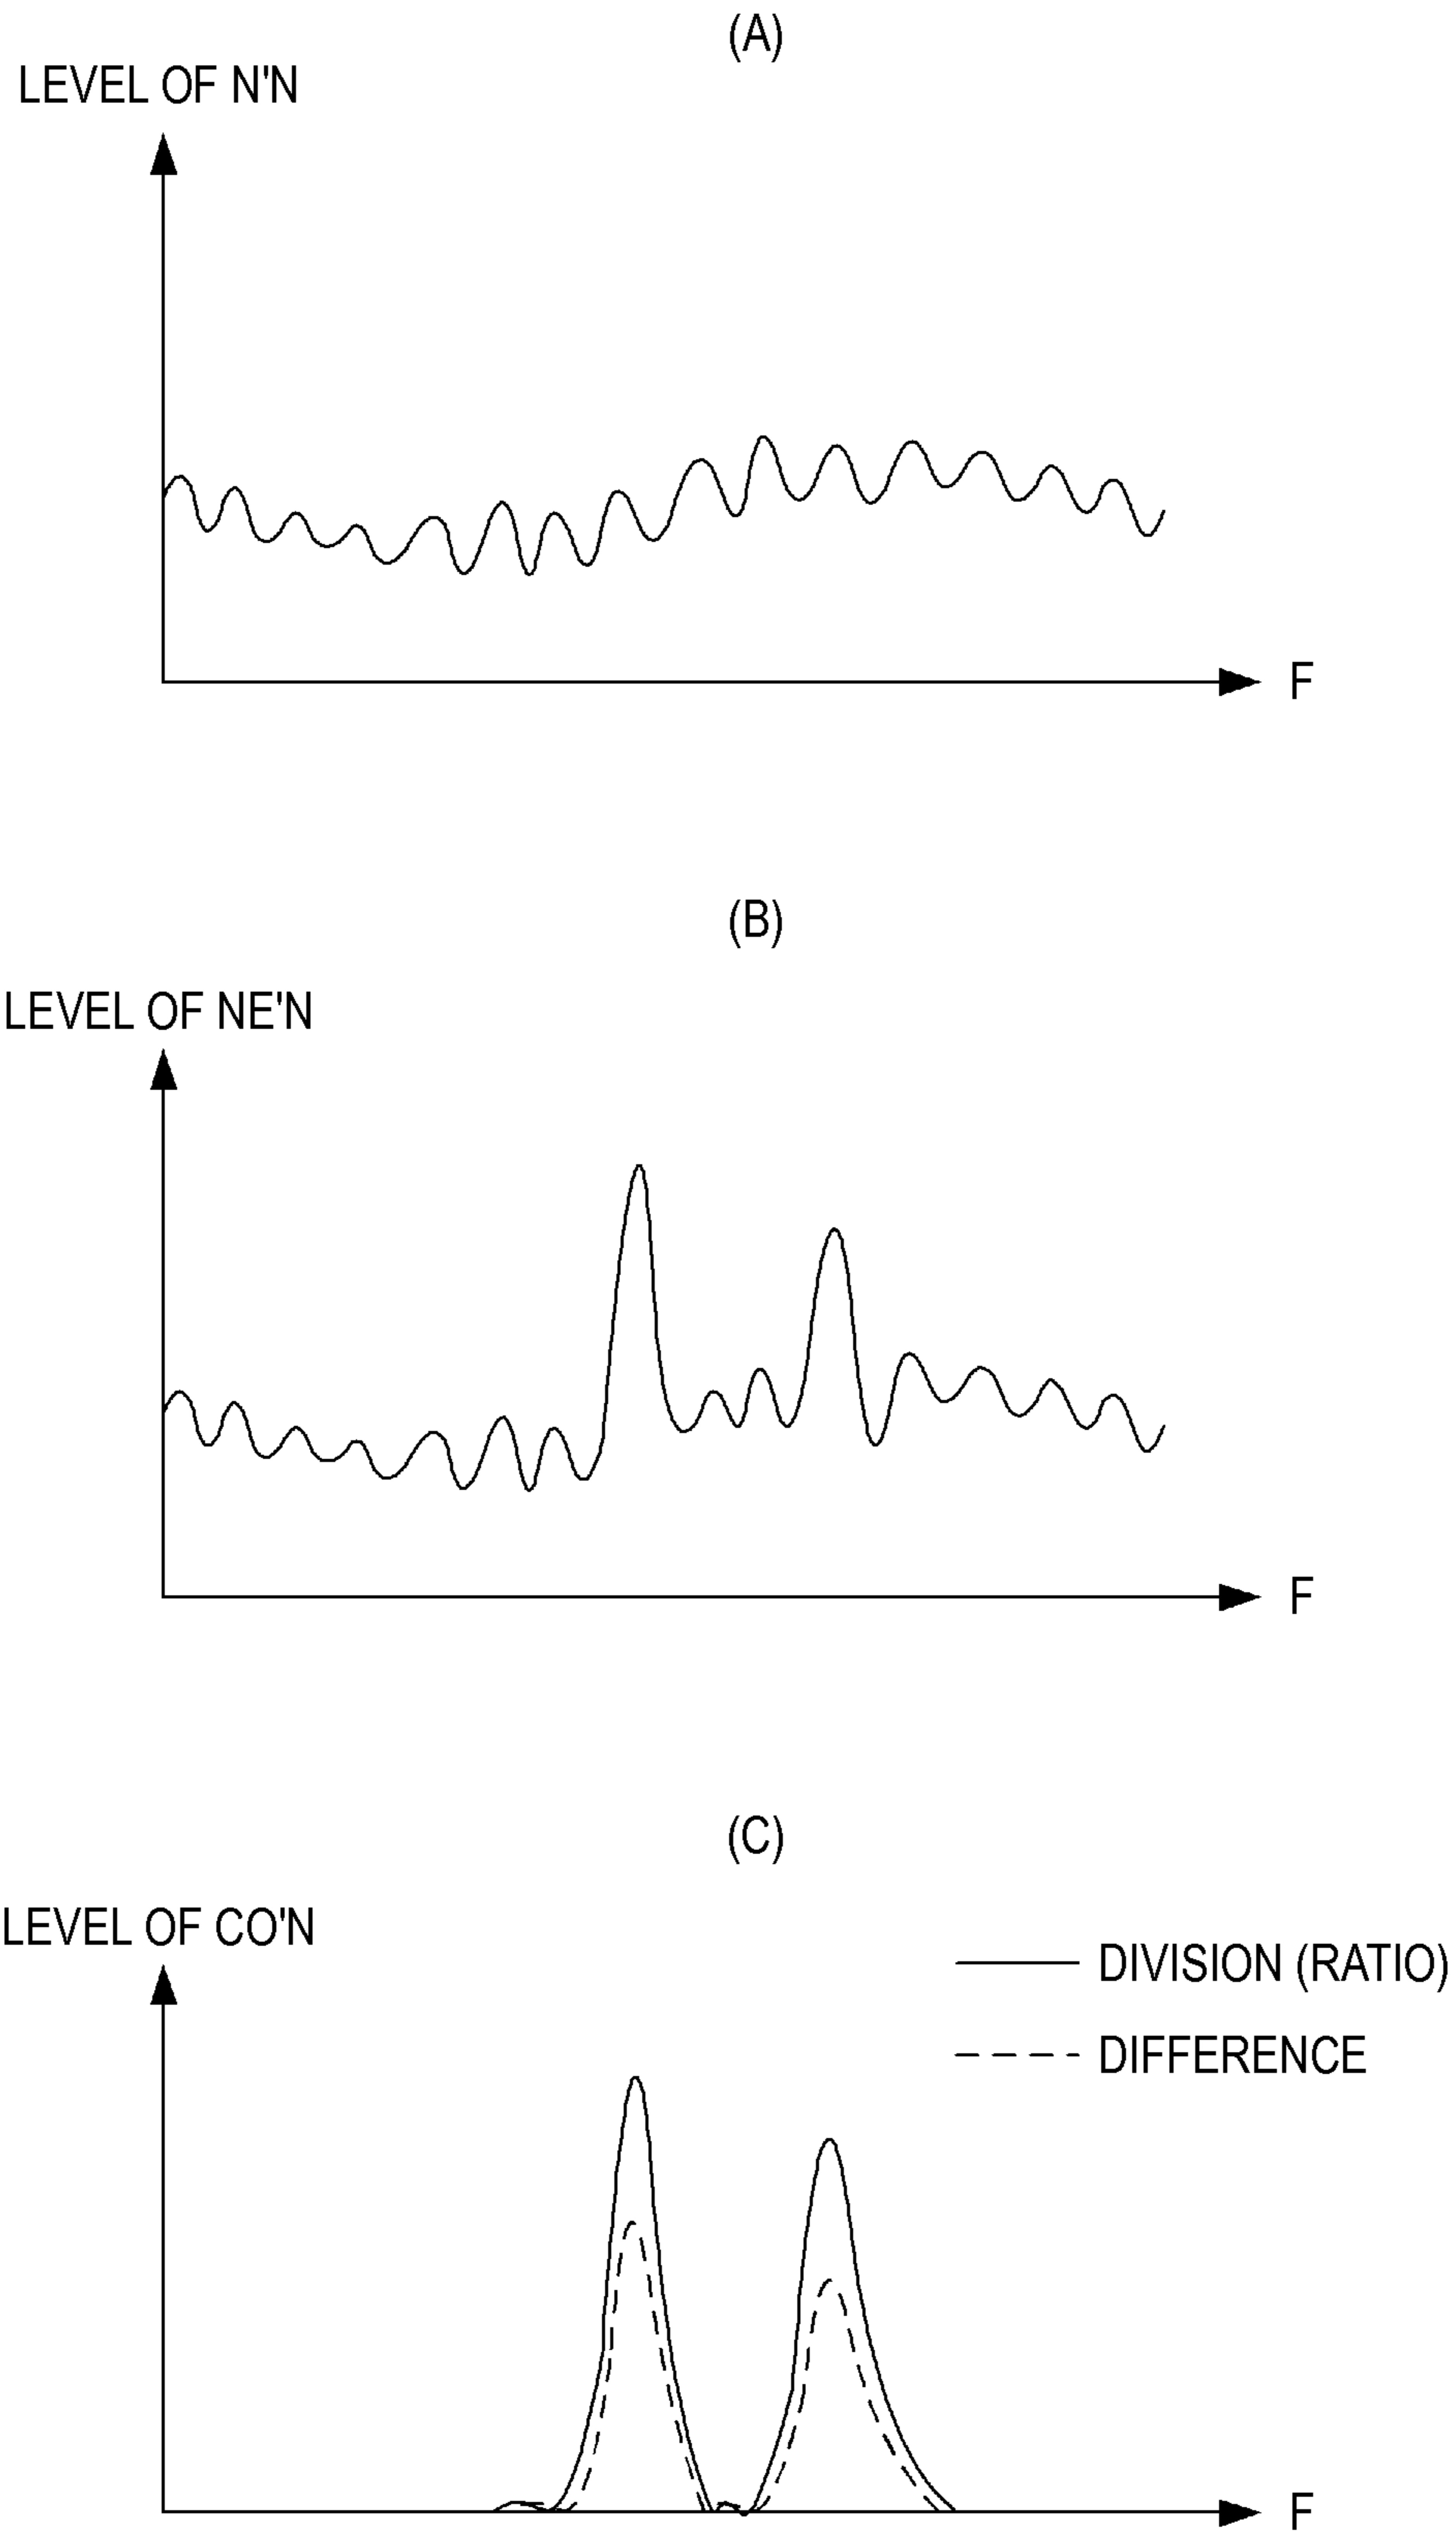 (A)
LEVEL OF N'N
F
(B)
LEVEL OF NE'N
F
(C)
LEVEL OF CO'N
DIVISION (RATIO)
DIFFERENCE
F